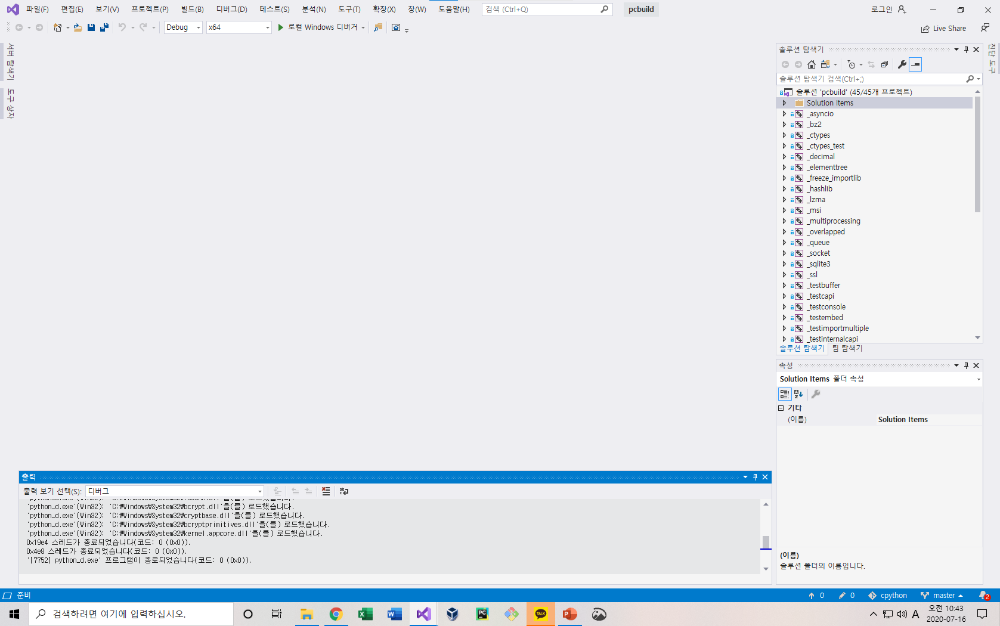 파일(F) 편집(E) 보기(V) 프로젝트(P) 빌드(B) 디버그(D) 테스트(S) 분석(N) 도구(T) 확장(X) 창(W) 도움말(H) 검색 (Ctrl+Q) pcbuild 로그인
Debug x64 로컬 Windows 디버거 Live Share
서버 탐색기
도구 상자
진단 도구
솔루션 탐색기
솔루션 탐색기 검색(Ctrl+;)
솔루션 'pcbuild' (45/45개 프로젝트)
Solution Items
_asyncio
_bz2
_ctypes
_ctypes_test
_decimal
_elementtree
_freeze_importlib
_hashlib
_lzma
_msi
_multiprocessing
_overlapped
_queue
_socket
_sqlite3
_ssl
_testbuffer
_testcapi
_testconsole
_testembed
_testimportmultiple
_testinternalcapi
솔루션 탐색기 팀 탐색기
속성
Solution Items 폴더 속성
기타
(이름) Solution Items
(이름)
솔루션 폴더의 이름입니다.
출력
출력 보기 선택(S): 디버그
'python_d.exe'(Win32): 'C:₩Windows₩System32₩bcrypt.dll'을(를) 로드했습니다.
'python_d.exe'(Win32): 'C:₩Windows₩System32₩cryptbase.dll'을(를) 로드했습니다.
'python_d.exe'(Win32): 'C:₩Windows₩System32₩bcryptprimitives.dll'을(를) 로드했습니다.
'python_d.exe'(Win32): 'C:₩Windows₩System32₩kernel.appcore.dll'을(를) 로드했습니다.
0x19e4 스레드가 종료되었습니다(코드: 0 (0x0)).
0x4e8 스레드가 종료되었습니다(코드: 0 (0x0)).
'[7752] python_d.exe' 프로그램이 종료되었습니다(코드: 0 (0x0)).
준비 0 0 cpython master 2
검색하려면 여기에 입력하십시오. A 오전 10:43
2020-07-16